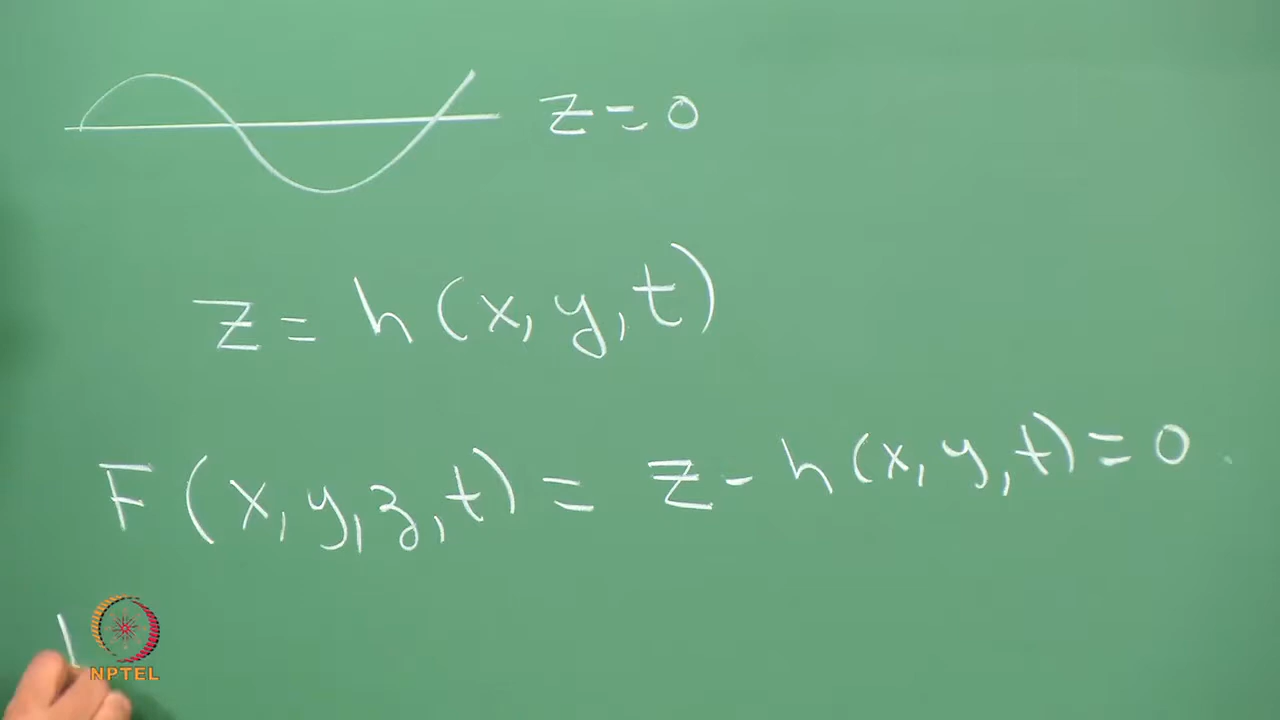 z = 0
z = h(x, y, t)
F(x, y, z, t) = z - h(x, y, t) = 0
NPTEL